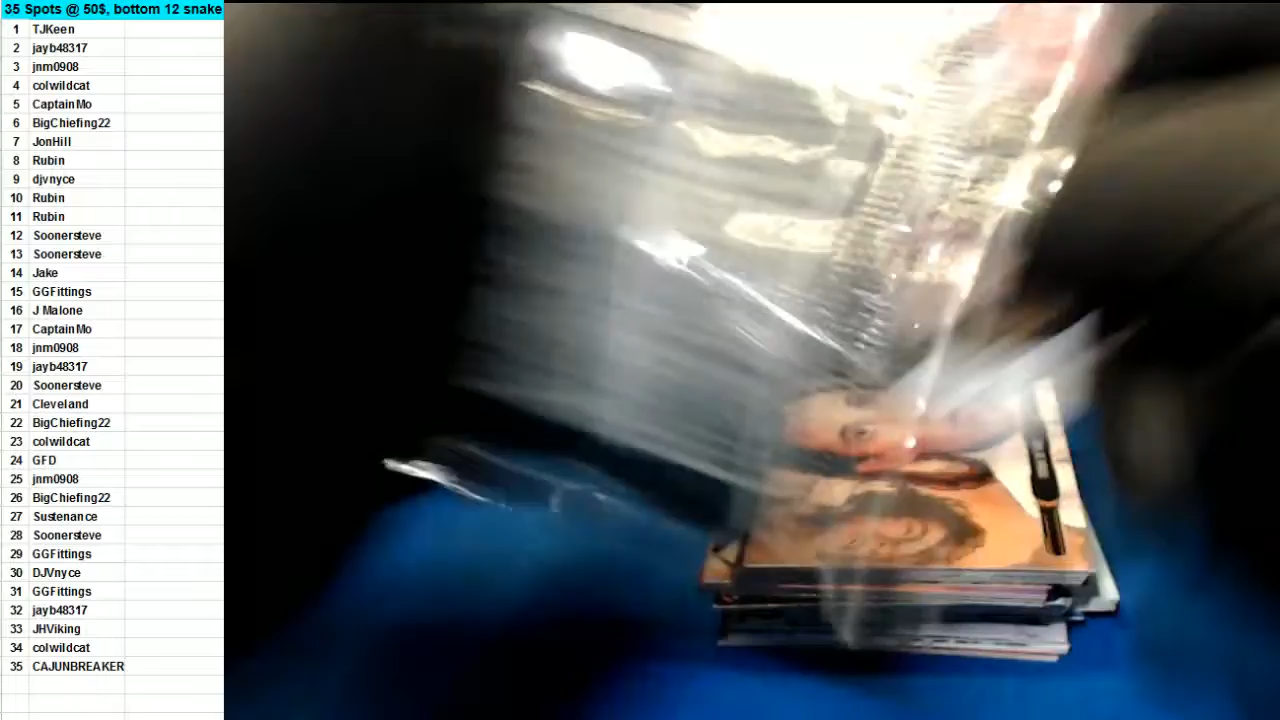 35 Spots @ 50$, bottom 12 snake
1 TJKeen
2 jayb48317
3 jnm0908
4 colwildcat
5 CaptainMo
6 BigChiefing22
7 JonHill
8 Rubin
9 djvnyce
10 Rubin
11 Rubin
12 Soonersteve
13 Soonersteve
14 Jake
15 GGFittings
16 J Malone
17 CaptainMo
18 jnm0908
19 jayb48317
20 Soonersteve
21 Cleveland
22 BigChiefing22
23 colwildcat
24 GFD
25 jnm0908
26 BigChiefing22
27 Sustenance
28 Soonersteve
29 GGFittings
30 DJVnyce
31 GGFittings
32 jayb48317
33 JHViking
34 colwildcat
35 CAJUNBREAKER